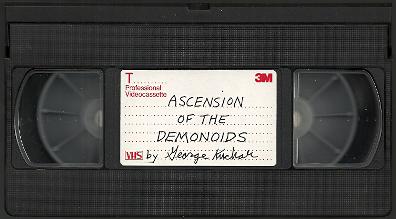 T
3M
Professional
Videocassette
ASCENSION
OF THE
DEMONOIDS
VHS by George Kuchar